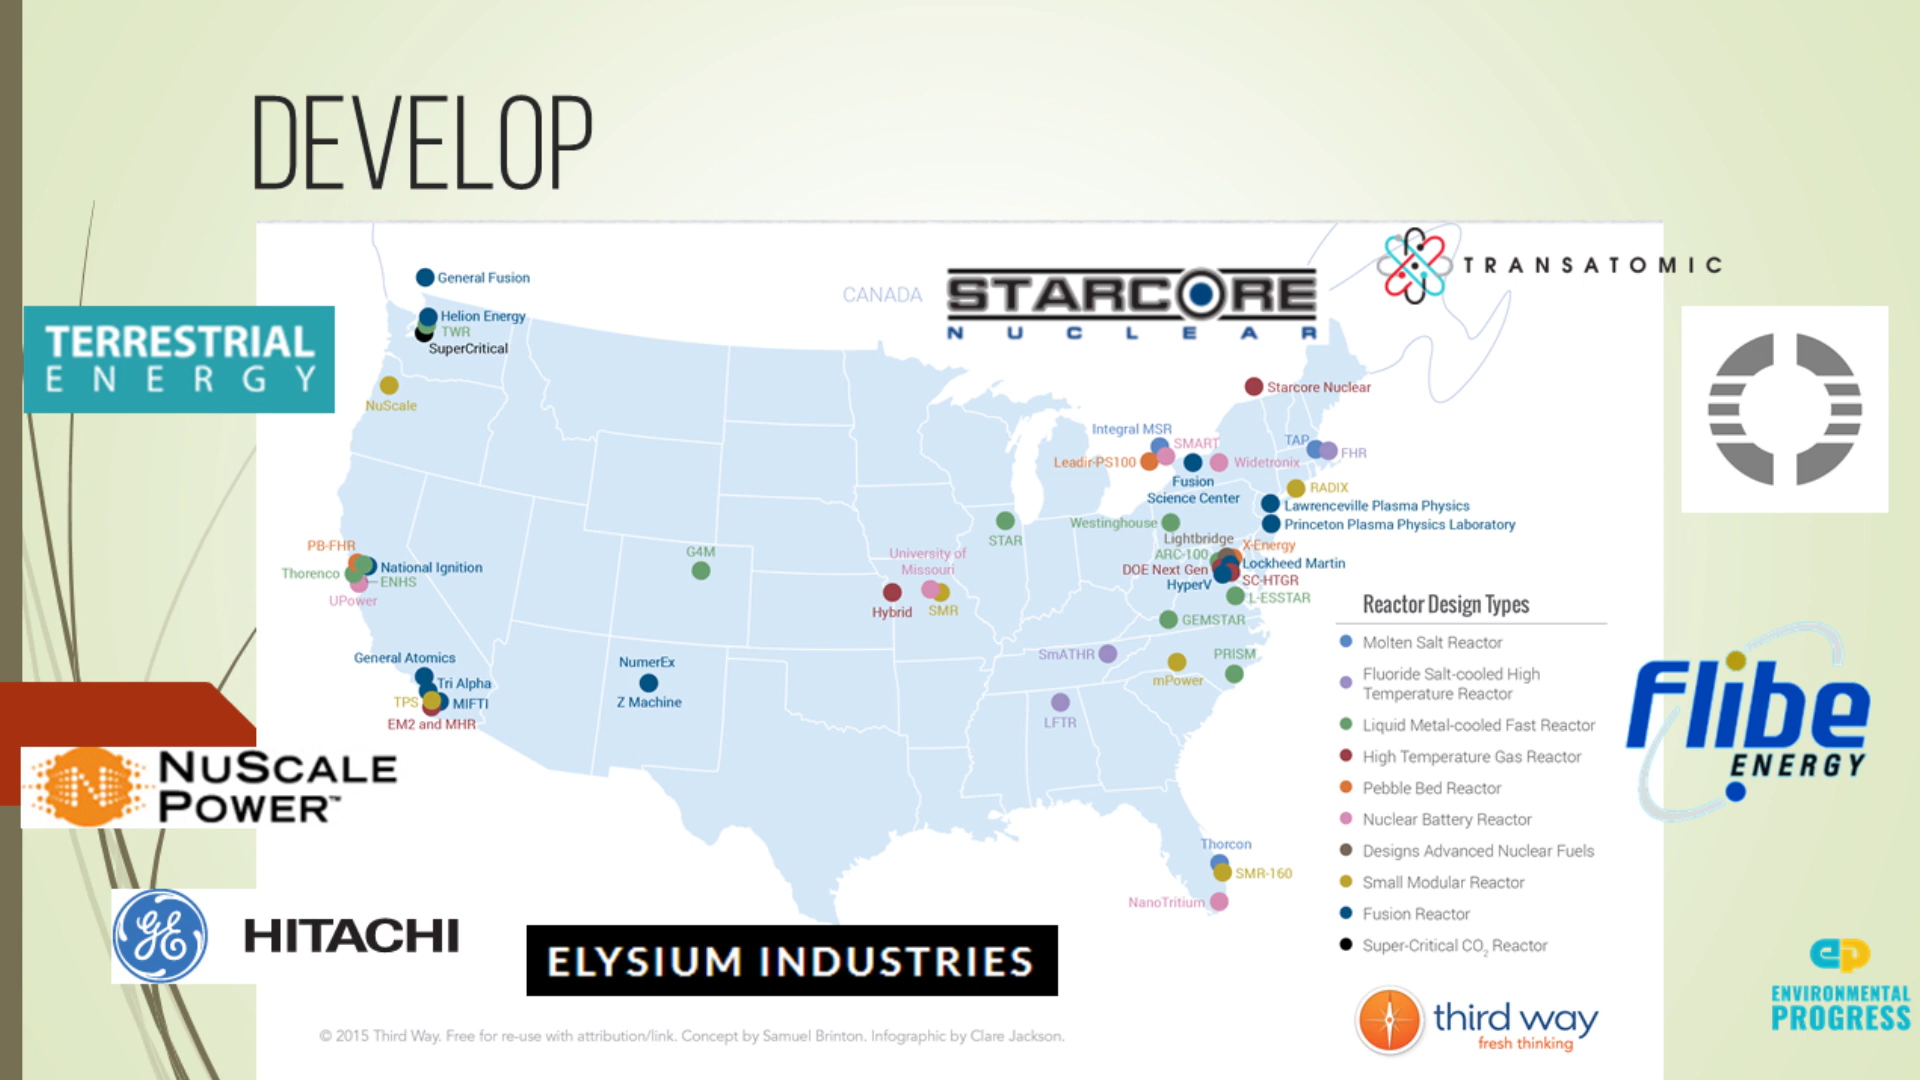 DEVELOP
TRANSATOMIC
General Fusion
CANADA
STARCORE
NUCLEAR
Helion Energy
TWR
SuperCritical
TERRESTRIAL
ENERGY
NuScale
Starcore Nuclear
Integral MSR
SMART
TAP
FHR
Leadir-PS100
Widetronix
Fusion
Science Center
RADIX
Lawrenceville Plasma Physics
Westinghouse
Princeton Plasma Physics Laboratory
STAR
Lightbridge
X-Energy
PB-FHR
G4M
University of
Missouri
ARC-100
Lockheed Martin
National Ignition
Thorenco
ENHS
DOE Next Gen
SC-HTGR
HyperV
UPower
Hybrid
SMR
L-ESSTAR
GEMSTAR
General Atomics
NumerEx
SmATHR
PRISM
Tri Alpha
mPower
TPS
MIFTI
Z Machine
EM2 and MHR
LFTR
Reactor Design Types
Molten Salt Reactor
Fluoride Salt-cooled High
Temperature Reactor
Liquid Metal-cooled Fast Reactor
High Temperature Gas Reactor
Pebble Bed Reactor
Nuclear Battery Reactor
Designs Advanced Nuclear Fuels
Small Modular Reactor
Fusion Reactor
Super-Critical CO₂ Reactor
Flibe
ENERGY
NUSCALE
POWER™
Thorcon
SMR-160
NanoTritium
GE
HITACHI
ELYSIUM INDUSTRIES
third way
fresh thinking
ep
ENVIRONMENTAL
PROGRESS
© 2015 Third Way. Free for re-use with attribution/link. Concept by Samuel Brinton. Infographic by Clare Jackson.